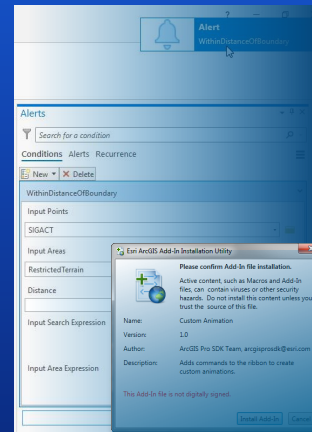 Alert
WithinDistanceOfBoundary
Alerts
Search for a condition
Conditions Alerts Recurrence
New Delete
WithinDistanceOfBoundary
Input Points
SIGACT
Input Areas
RestrictedTerrain
Distance
Input Search Expression
Input Area Expression
Esri ArcGIS Add-In Installation Utility
Please confirm Add-In file installation.
Active content, such as Macros and Add-In
files, can contain viruses or other security
hazards. Do not install this content unless you
trust the source of this file.
Name: Custom Animation
Version: 1.0
Author: ArcGIS Pro SDK Team, arcgisprosdk@esri.com
Description: Adds commands to the ribbon to create
custom animations.
This Add-In file is not digitally signed.
Install Add-In Cancel